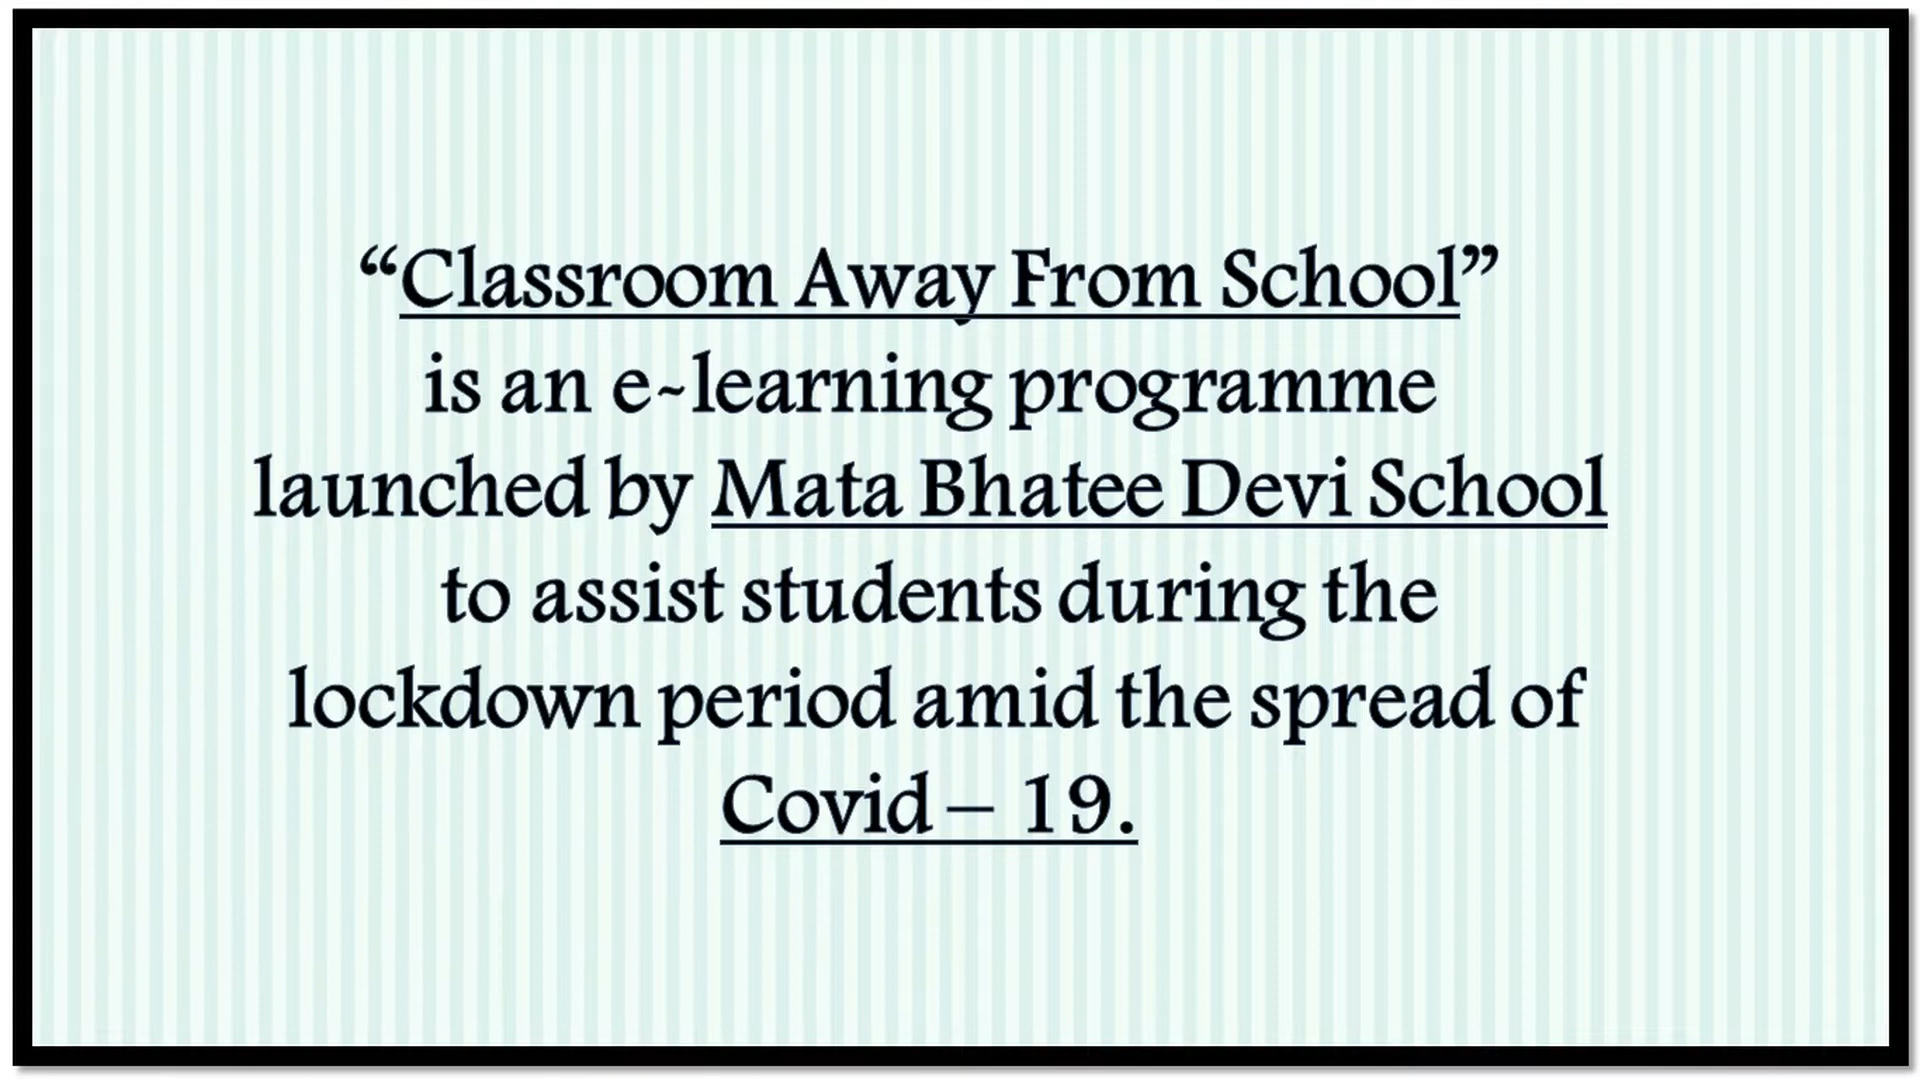 “Classroom Away From School”
is an e-learning programme
launched by Mata Bhatee Devi School
to assist students during the
lockdown period amid the spread of
Covid – 19.